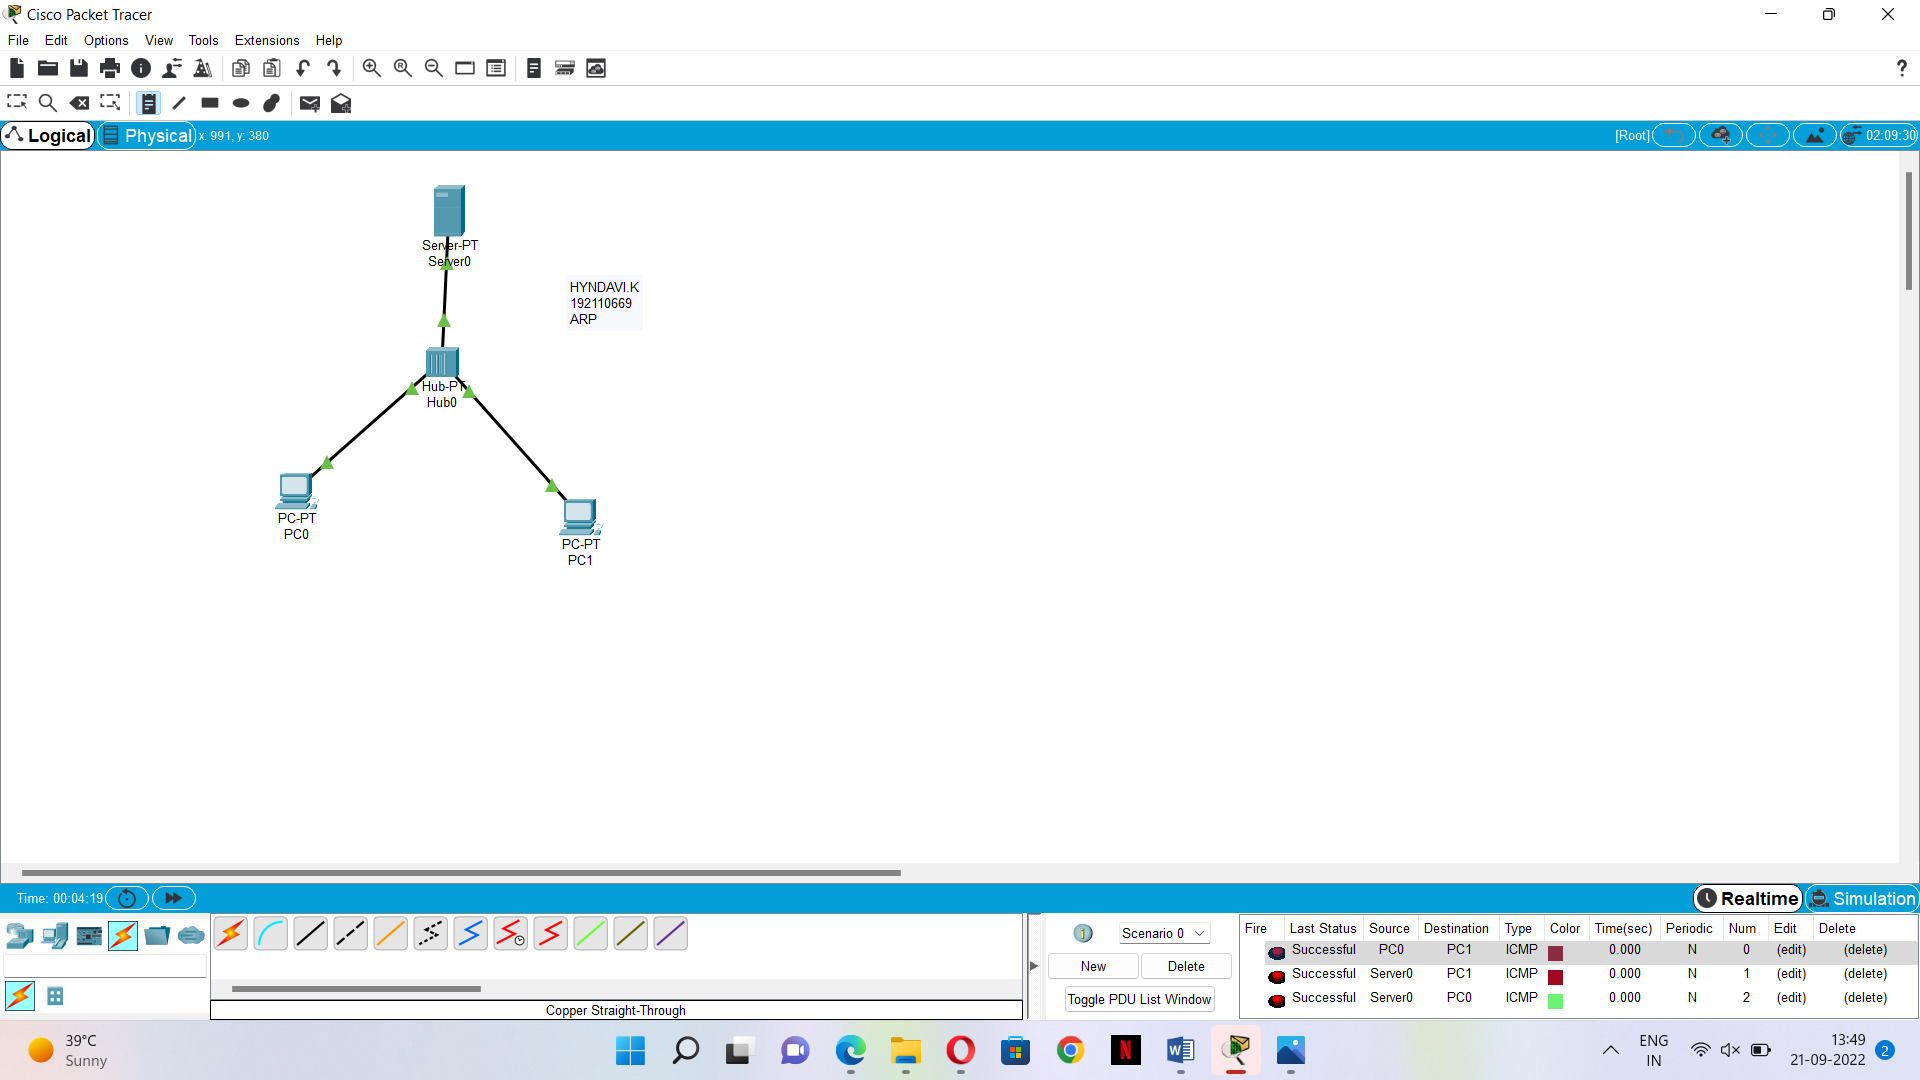 Cisco Packet Tracer
File Edit Options View Tools Extensions Help
?
Logical Physical x: 991, y: 380 [Root] 02:09:30
Server-PT
Server0
HYNDAVI.K
192110669
ARP
Hub-PT
Hub0
PC-PT
PC0
PC-PT
PC1
Time: 00:04:19 Realtime Simulation
Scenario 0
New Delete
Toggle PDU List Window
Fire Last Status Source Destination Type Color Time(sec) Periodic Num Edit Delete
Successful PC0 PC1 ICMP 0.000 N 0 (edit) (delete)
Successful Server0 PC1 ICMP 0.000 N 1 (edit) (delete)
Successful Server0 PC0 ICMP 0.000 N 2 (edit) (delete)
Copper Straight-Through
39°C
Sunny
ENG
IN
13:49
21-09-2022
2